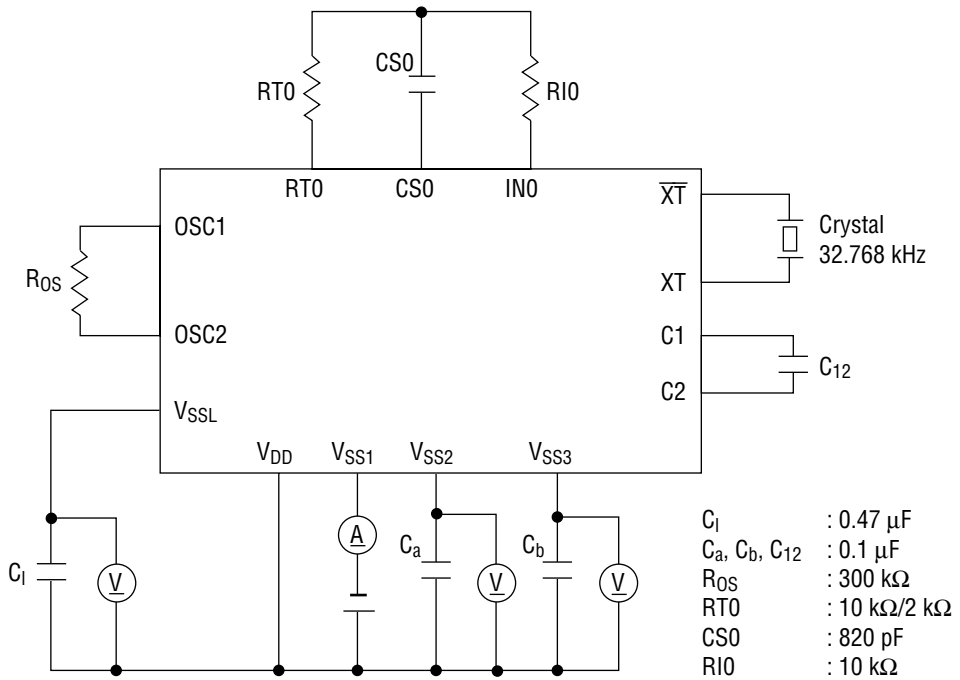 CS0
RT0
RI0
RT0 CS0 IN0
X̅T̅
OSC1
Crystal
32.768 kHz
R_OS
XT
OSC2
C1
C_12
C2
V_SSL
V_DD V_SS1 V_SS2 V_SS3
A
C_a
C_b
C_l
V
V
V
C_l : 0.47 μF
C_a, C_b, C_12 : 0.1 μF
R_OS : 300 kΩ
RT0 : 10 kΩ/2 kΩ
CS0 : 820 pF
RI0 : 10 kΩ